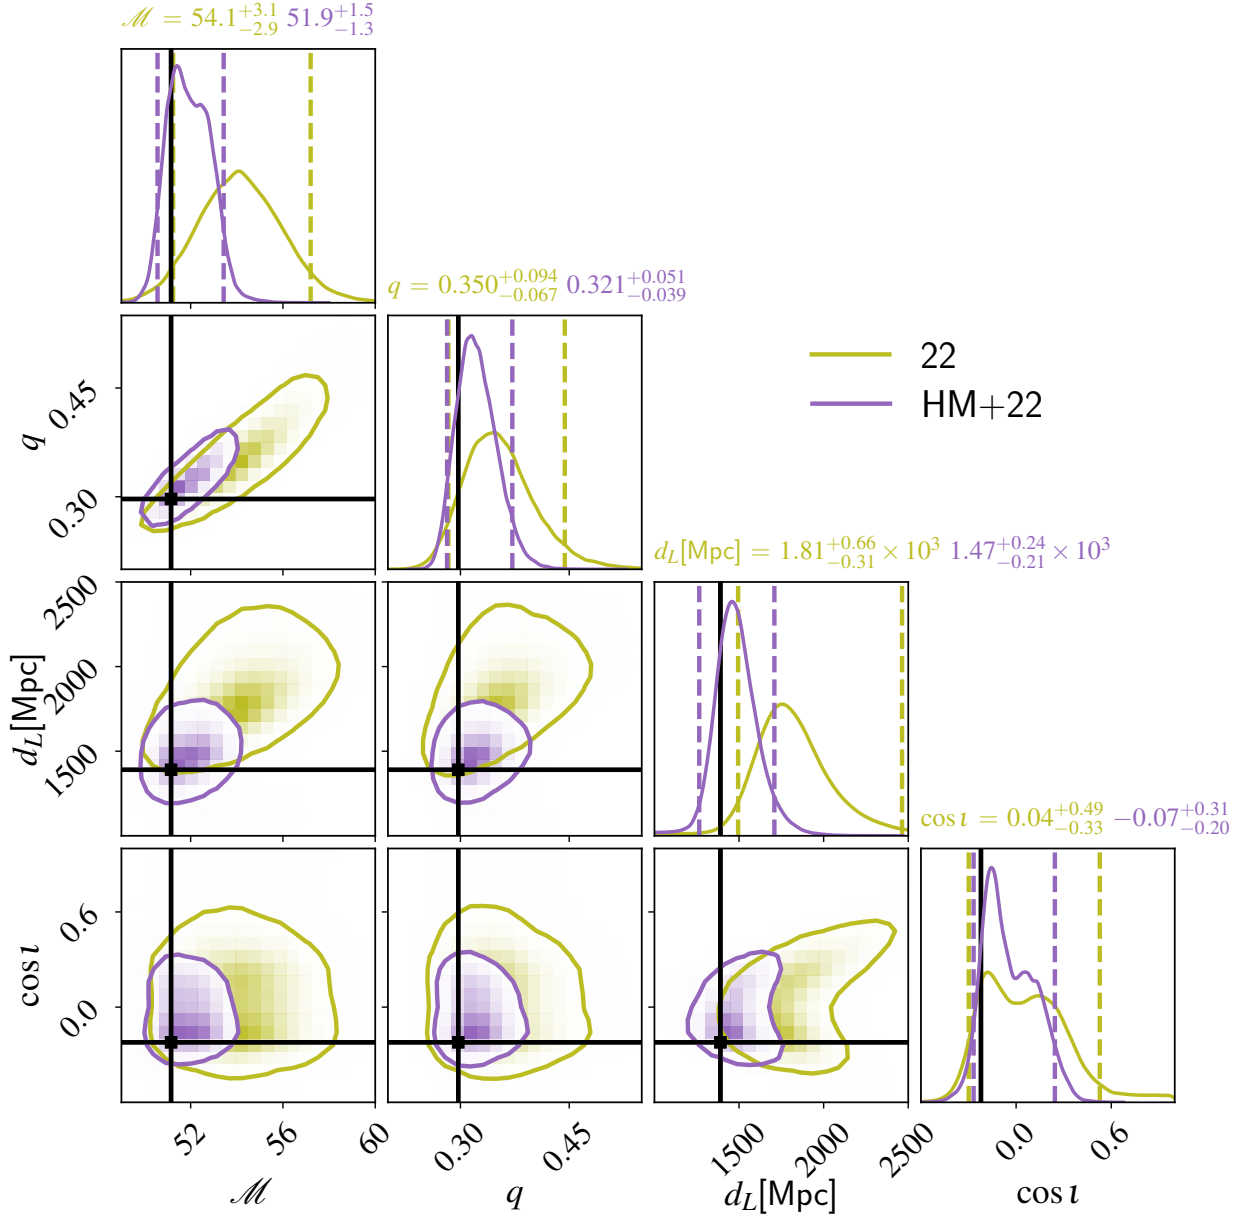 ℳ = 54.1^{+3.1}_{−2.9} 51.9^{+1.5}_{−1.3}
q = 0.350^{+0.094}_{−0.067} 0.321^{+0.051}_{−0.039}
22
HM+22
q
0.45
0.30
d_L[Mpc] = 1.81^{+0.66}_{−0.31} × 10^3 1.47^{+0.24}_{−0.21} × 10^3
d_L[Mpc]
2500
2000
1500
cos ι = 0.04^{+0.49}_{−0.33} −0.07^{+0.31}_{−0.20}
cos ι
0.6
0.0
52 56 60 0.30 0.45 1500 2000 2500 0.0 0.6
ℳ q d_L[Mpc] cos ι